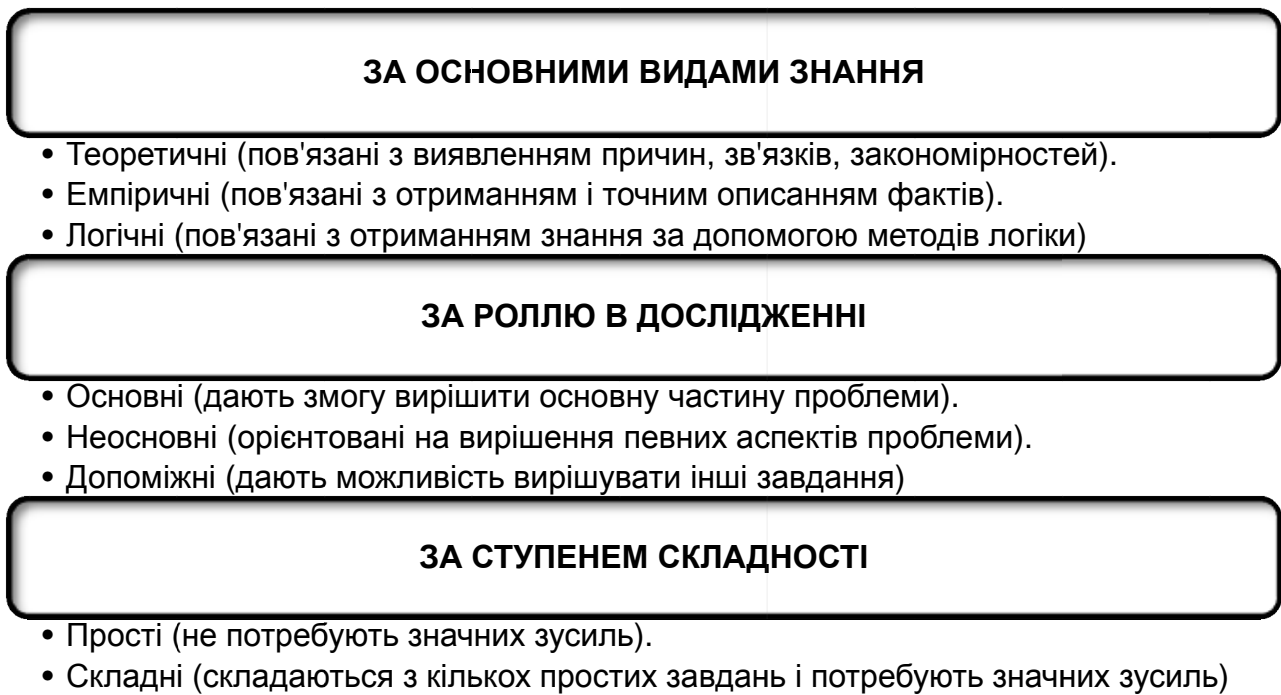 ЗА ОСНОВНИМИ ВИДАМИ ЗНАННЯ
• Теоретичні (пов'язані з виявленням причин, зв'язків, закономірностей).
• Емпіричні (пов'язані з отриманням і точним описанням фактів).
• Логічні (пов'язані з отриманням знання за допомогою методів логіки)
ЗА РОЛЛЮ В ДОСЛІДЖЕННІ
• Основні (дають змогу вирішити основну частину проблеми).
• Неосновні (орієнтовані на вирішення певних аспектів проблеми).
• Допоміжні (дають можливість вирішувати інші завдання)
ЗА СТУПЕНЕМ СКЛАДНОСТІ
• Прості (не потребують значних зусиль).
• Складні (складаються з кількох простих завдань і потребують значних зусиль)